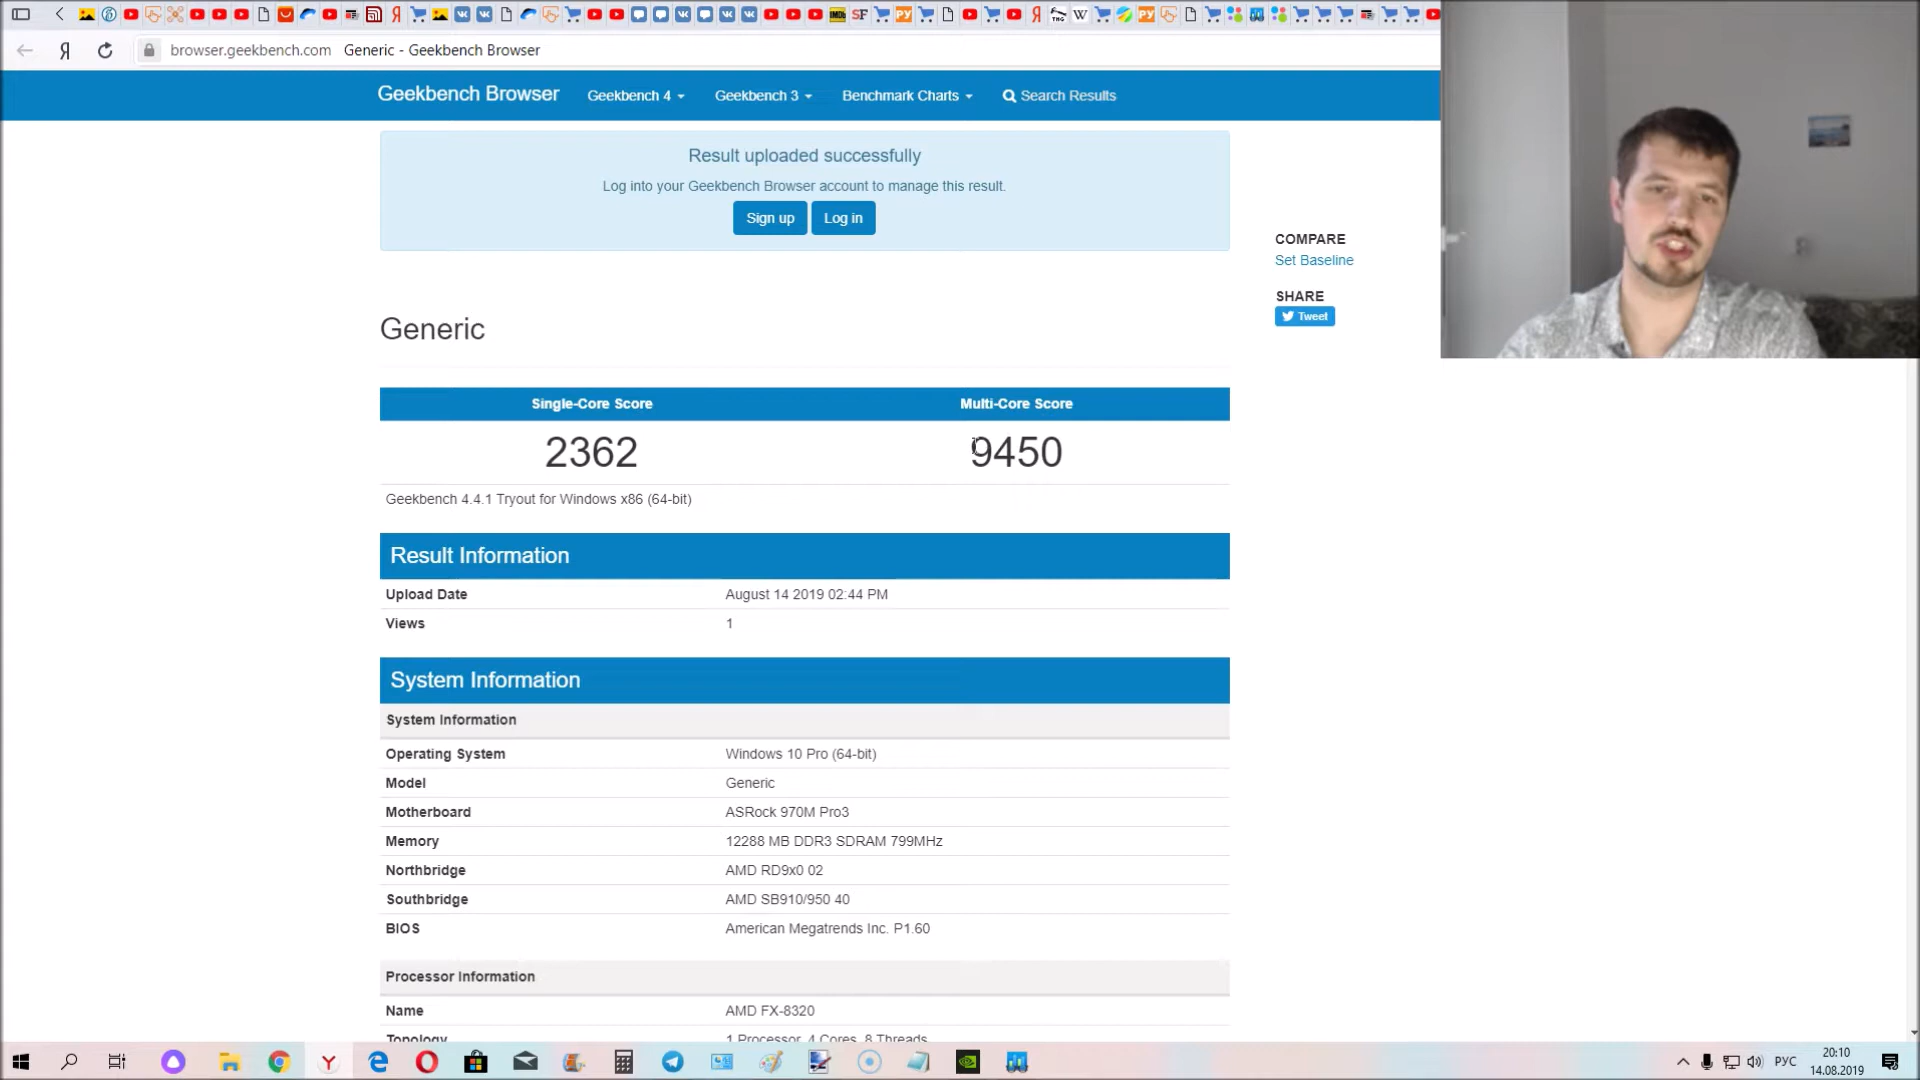 browser.geekbench.com Generic - Geekbench Browser
Geekbench Browser Geekbench 4 Geekbench 3 Benchmark Charts Search Results
Result uploaded successfully
Log into your Geekbench Browser account to manage this result.
Sign up Log in
COMPARE
Set Baseline
SHARE
Tweet
Generic
Single-Core Score Multi-Core Score
2362 9450
Geekbench 4.4.1 Tryout for Windows x86 (64-bit)
Result Information
Upload Date August 14 2019 02:44 PM
Views 1
System Information
System Information
Operating System Windows 10 Pro (64-bit)
Model Generic
Motherboard ASRock 970M Pro3
Memory 12288 MB DDR3 SDRAM 799MHz
Northbridge AMD RD9x0 02
Southbridge AMD SB910/950 40
BIOS American Megatrends Inc. P1.60
Processor Information
Name AMD FX-8320
Topology 1 Processor, 4 Cores, 8 Threads
РУС
20:10
14.08.2019